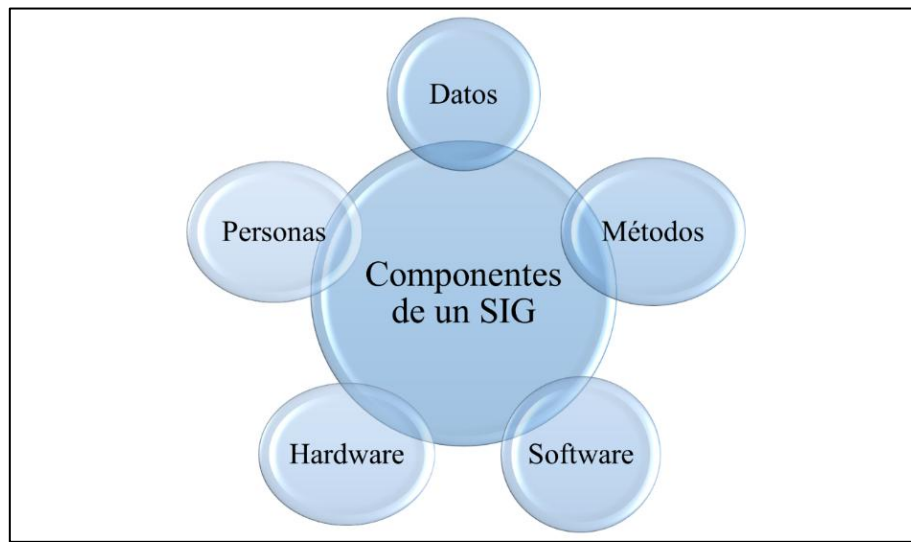 Datos
Personas
Métodos
Componentes
de un SIG
Hardware
Software